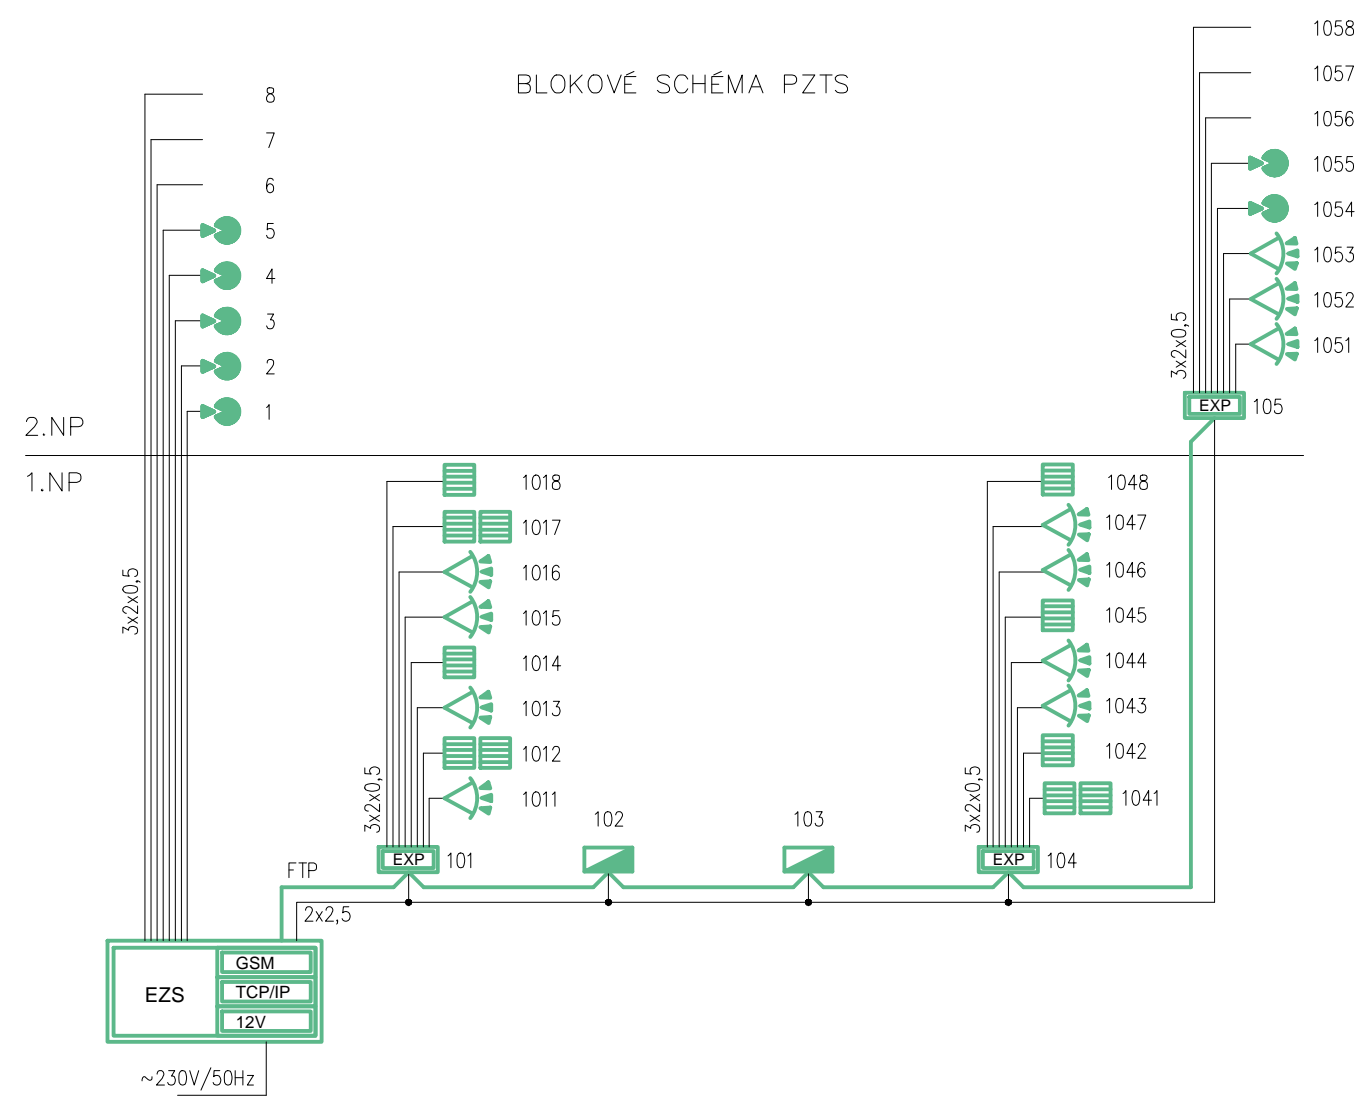 BLOKOVÉ SCHÉMA PZTS
8
7
6
5
4
3
2
1
1058
1057
1056
1055
1054
1053
1052
1051
3x2x0,5
EXP 105
2.NP
1.NP
3x2x0,5
1018
1017
1016
1015
1014
1013
1012
1011
3x2x0,5
EXP 101
102
103
1048
1047
1046
1045
1044
1043
1042
1041
3x2x0,5
EXP 104
FTP
2x2,5
EZS
GSM
TCP/IP
12V
~230V/50Hz